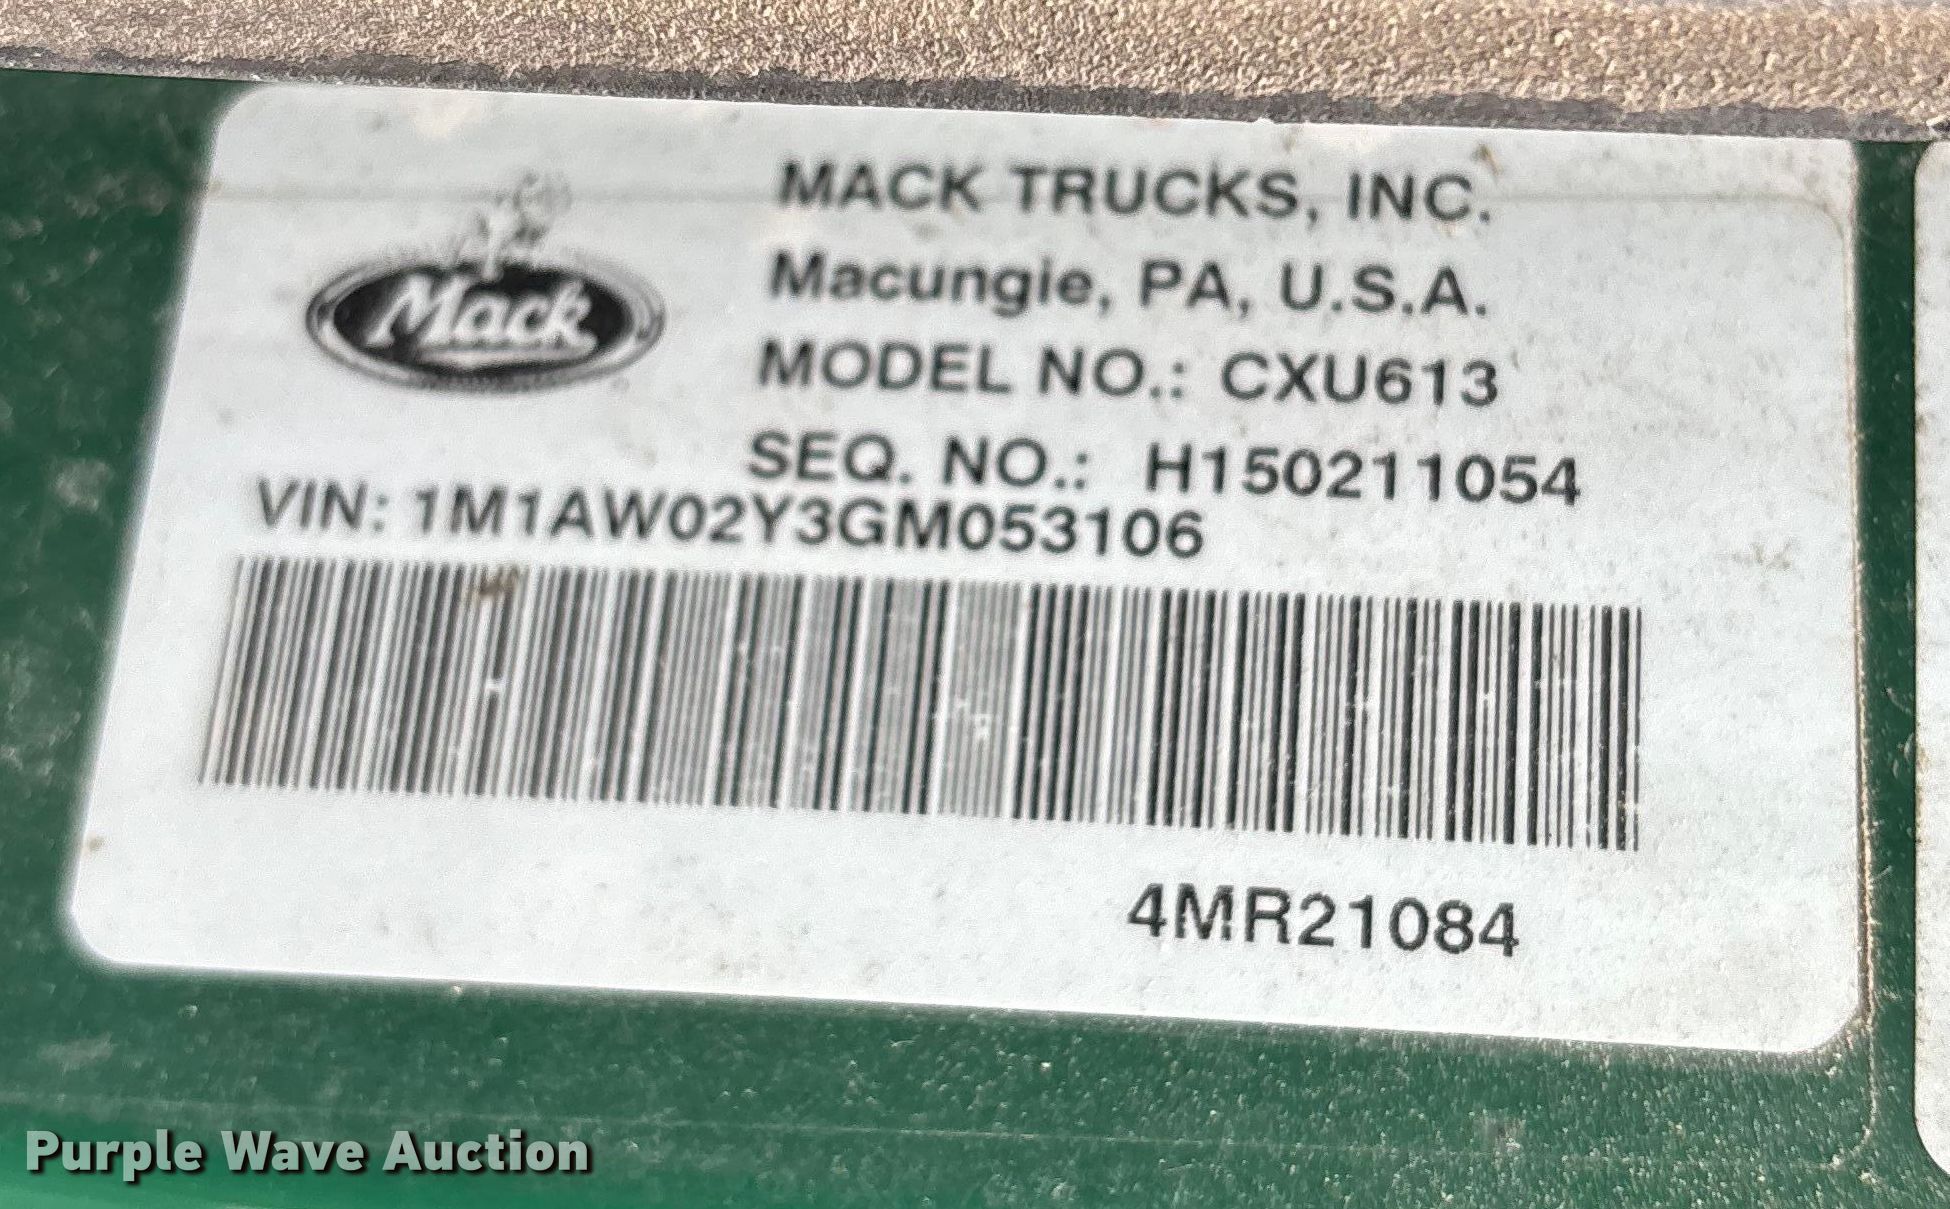 MACK TRUCKS, INC.
Macungie, PA, U.S.A.
Mack
MODEL NO.: CXU613
SEQ. NO.: H150211054
VIN: 1M1AW02Y3GM053106
4MR21084
Purple Wave Auction